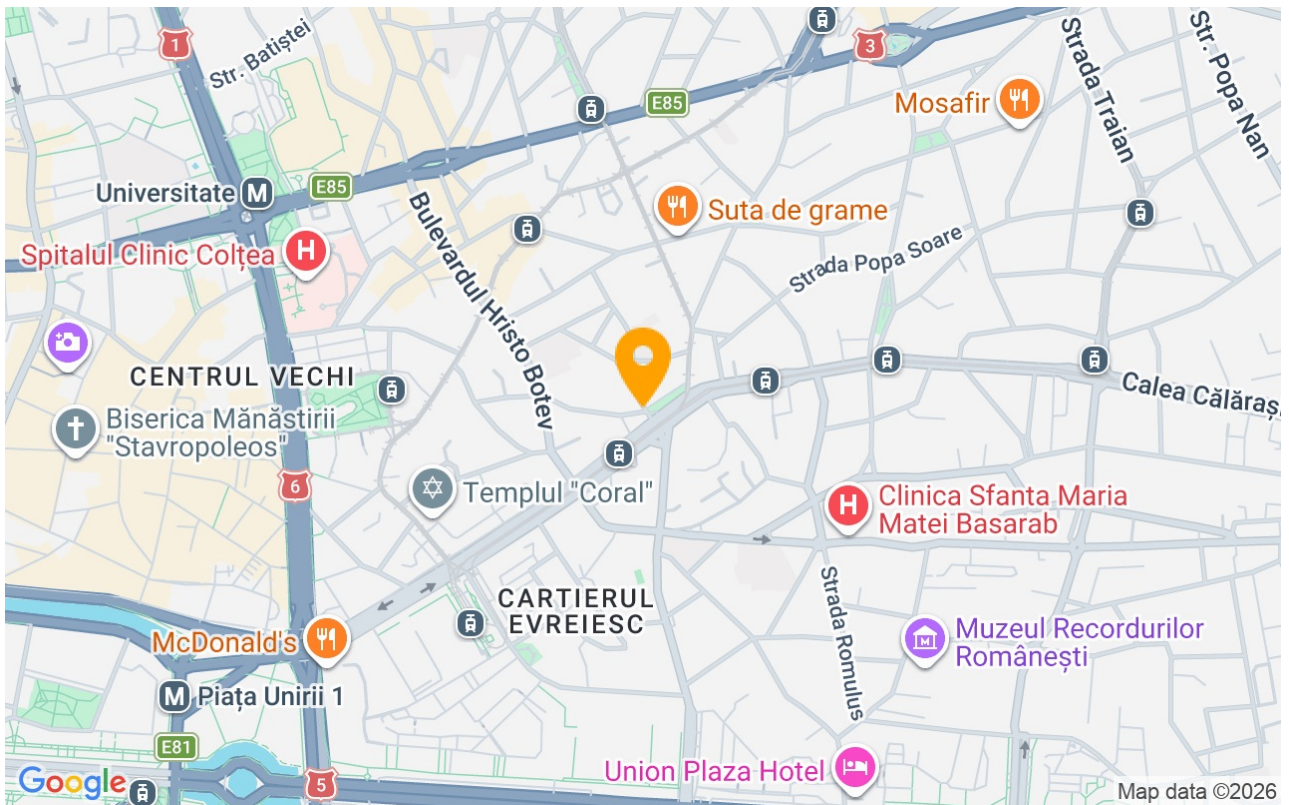 1
Str. Batiștei
3
E85
Mosafir
Strada Traian
Str. Popa Nan
Universitate
M
E85
Bulevardul Hristo Botev
Suta de grame
Spitalul Clinic Colțea
H
Strada Popa Soare
CENTRUL VECHI
Calea Călărași
Biserica Mănăstirii
"Stavropoleos"
6
Templul "Coral"
H
Clinica Sfanta Maria
Matei Basarab
CARTIERUL
EVREIESC
Strada Romulus
McDonald's
M
Muzeul Recordurilor
Românești
M
Piața Unirii 1
E81
Union Plaza Hotel
5
Google
Map data ©2026